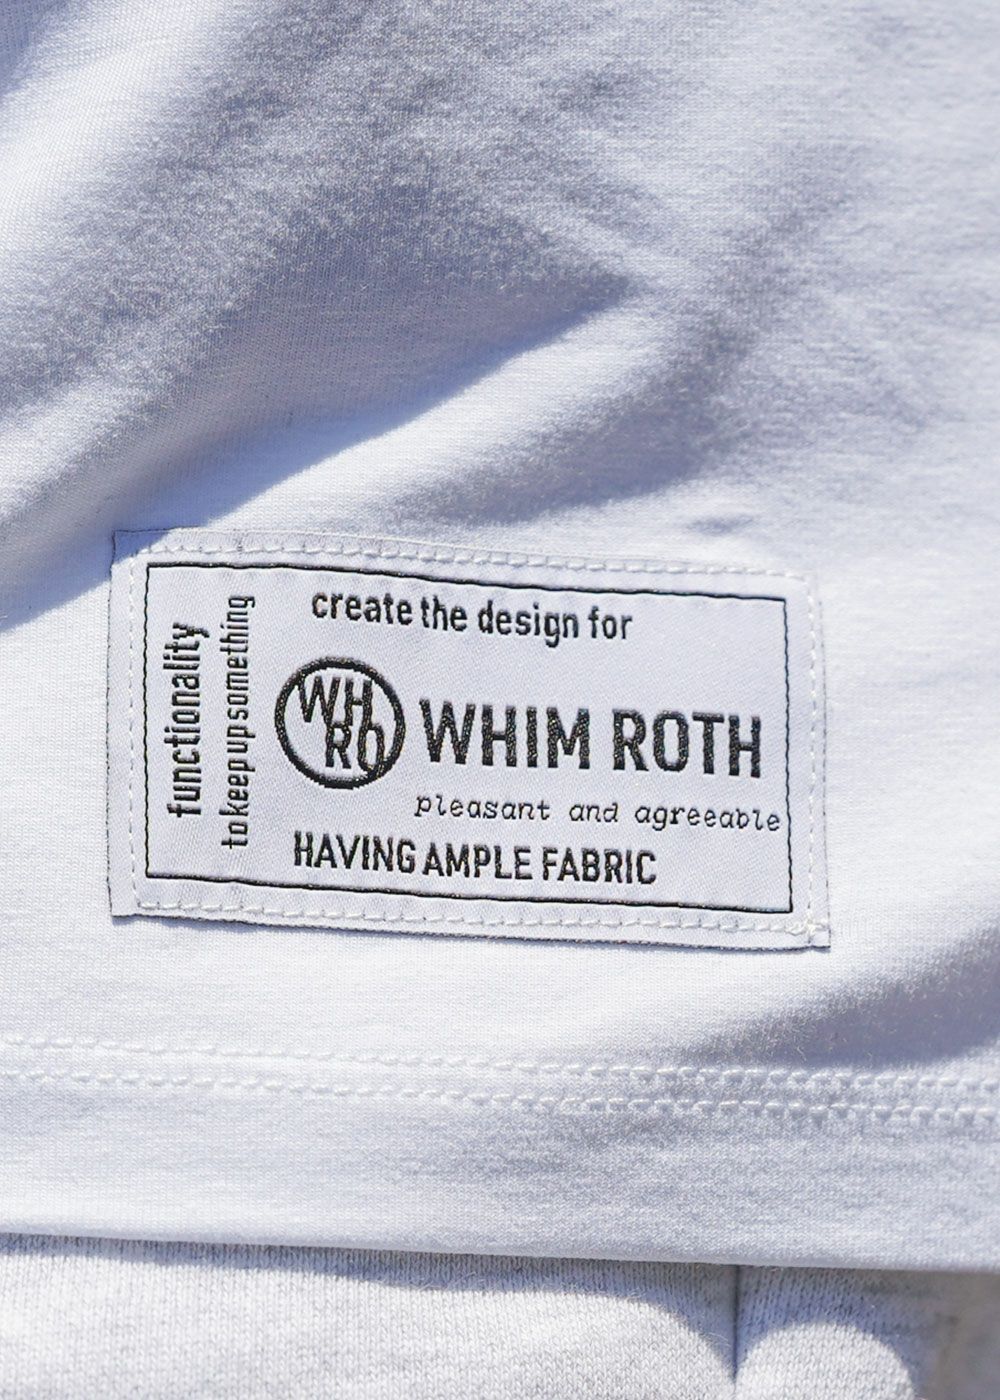 functionality
to keep up something
create the design for
WH
RO
WHIM ROTH
pleasant and agreeable
HAVING AMPLE FABRIC